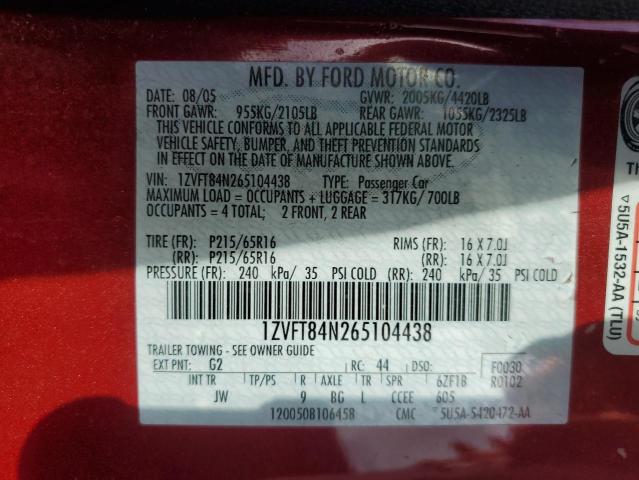 MFD. BY FORD MOTOR CO.
DATE: 08/05 GVWR: 2005KG/4420LB
FRONT GAWR: 955KG/2105LB REAR GAWR: 1055KG/2325LB
THIS VEHICLE CONFORMS TO ALL APPLICABLE FEDERAL MOTOR
VEHICLE SAFETY, BUMPER, AND THEFT PREVENTION STANDARDS
IN EFFECT ON THE DATE OF MANUFACTURE SHOWN ABOVE.
VIN: 1ZVFT84N265104438 TYPE: Passenger Car
MAXIMUM LOAD = OCCUPANTS + LUGGAGE = 317KG/700LB
OCCUPANTS = 4 TOTAL; 2 FRONT, 2 REAR
TIRE (FR): P215/65R16 RIMS (FR): 16 X 7.0J
(RR): P215/65R16 (RR): 16 X 7.0J
PRESSURE (FR): 240 kPa/ 35 PSI COLD (RR): 240 kPa/ 35 PSI COLD
1ZVFT84N265104438
TRAILER TOWING - SEE OWNER GUIDE
EXT PNT: G2 RC: 44 DSO: F0030
INT TR TP/PS R AXLE TR SPR 6ZF1B R0102
JW 9 BG L CCEE 605
12005081064​5B CMC ▽5U5A-S420472-AA
▽5U5A-1532-AA (TLU)